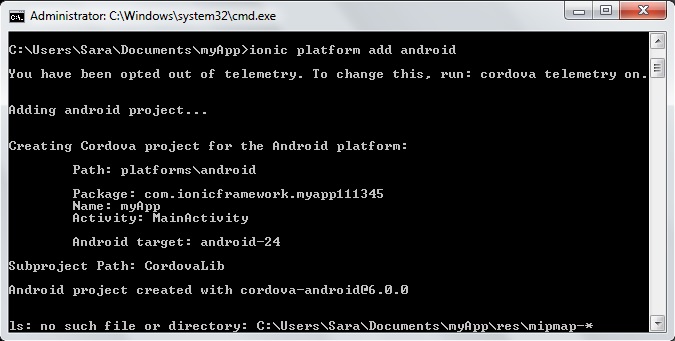 Administrator: C:\Windows\system32\cmd.exe
C:\Users\Sara\Documents\myApp>ionic platform add android
You have been opted out of telemetry. To change this, run: cordova telemetry on.
Adding android project...
Creating Cordova project for the Android platform:
Path: platforms\android
Package: com.ionicframework.myapp111345
Name: myApp
Activity: MainActivity
Android target: android-24
Subproject Path: CordovaLib
Android project created with cordova-android@6.0.0
ls: no such file or directory: C:\Users\Sara\Documents\myApp\res\mipmap-*